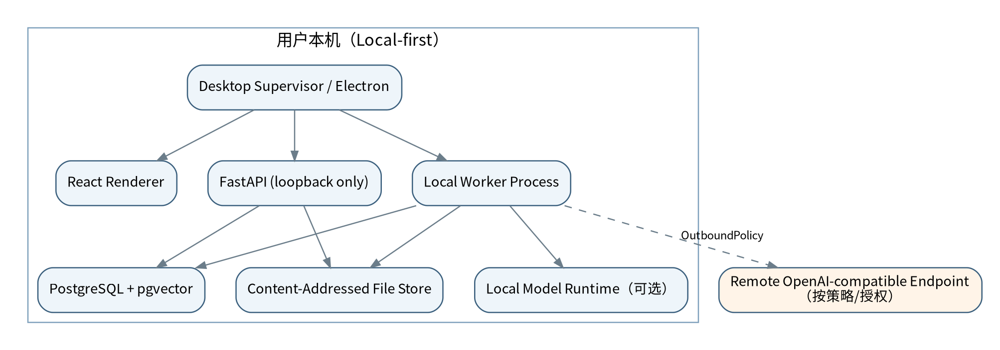 用户本机（Local-first）
Desktop Supervisor / Electron
React Renderer
FastAPI (loopback only)
Local Worker Process
OutboundPolicy
PostgreSQL + pgvector
Content-Addressed File Store
Local Model Runtime（可选）
Remote OpenAI-compatible Endpoint
（按策略/授权）